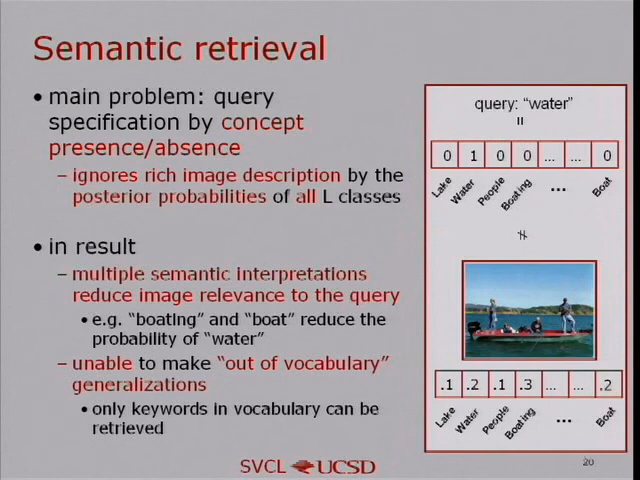 Semantic retrieval
• main problem: query
specification by concept
presence/absence
– ignores rich image description by the
posterior probabilities of all L classes
• in result
– multiple semantic interpretations
reduce image relevance to the query
• e.g. "boating" and "boat" reduce the
probability of "water"
– unable to make "out of vocabulary"
generalizations
• only keywords in vocabulary can be
retrieved
query: "water"
=
0 1 0 0 ... ... 0
Lake Water People Boating ... Boat
≠
.1 .2 .1 .3 ... ... .2
Lake Water People Boating ... Boat
SVCL UCSD
20